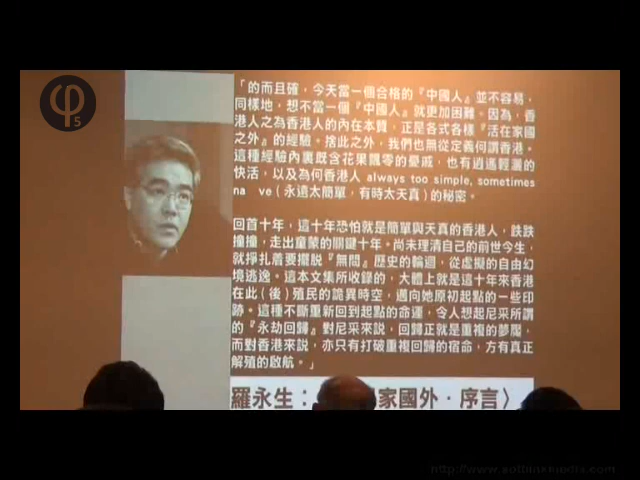 φ5
「的而且確，今天當一個合格的『中國人』並不容易，
同樣地，想不當一個『中國人』就更加困難。因為，香
港人之為香港人的內在本質，正是各式各樣『活在家國
之外』的經驗。捨此之外，我們也無從定義何謂香港。
這種經驗內裏既含花果飄零的憂戚，也有逍遙輕灑的
快活，以及為何香港人 always too simple, sometimes
na ve（永遠太簡單，有時太天真）的秘密。
回首十年，這十年恐怕就是簡單與天真的香港人，跌跌
撞撞，走出童蒙的關鍵十年。尚未理清自己的前世今生，
就掙扎着要擺脫『無間』歷史的輪迴，從虛擬的自由幻
境逃逸。這本文集所收錄的，大體上就是這十年來香港
在此（後）殖民的詭異時空，邁向她原初起點的一些印
跡。這種不斷重新回到起點的命運，令人想起尼采所謂
的『永劫回歸』對尼采來說，回歸正就是重複的夢魘，
而對香港來說，亦只有打破重複回歸的宿命，方有真正
解殖的啟航。」
羅永生： 家國外．序言〉